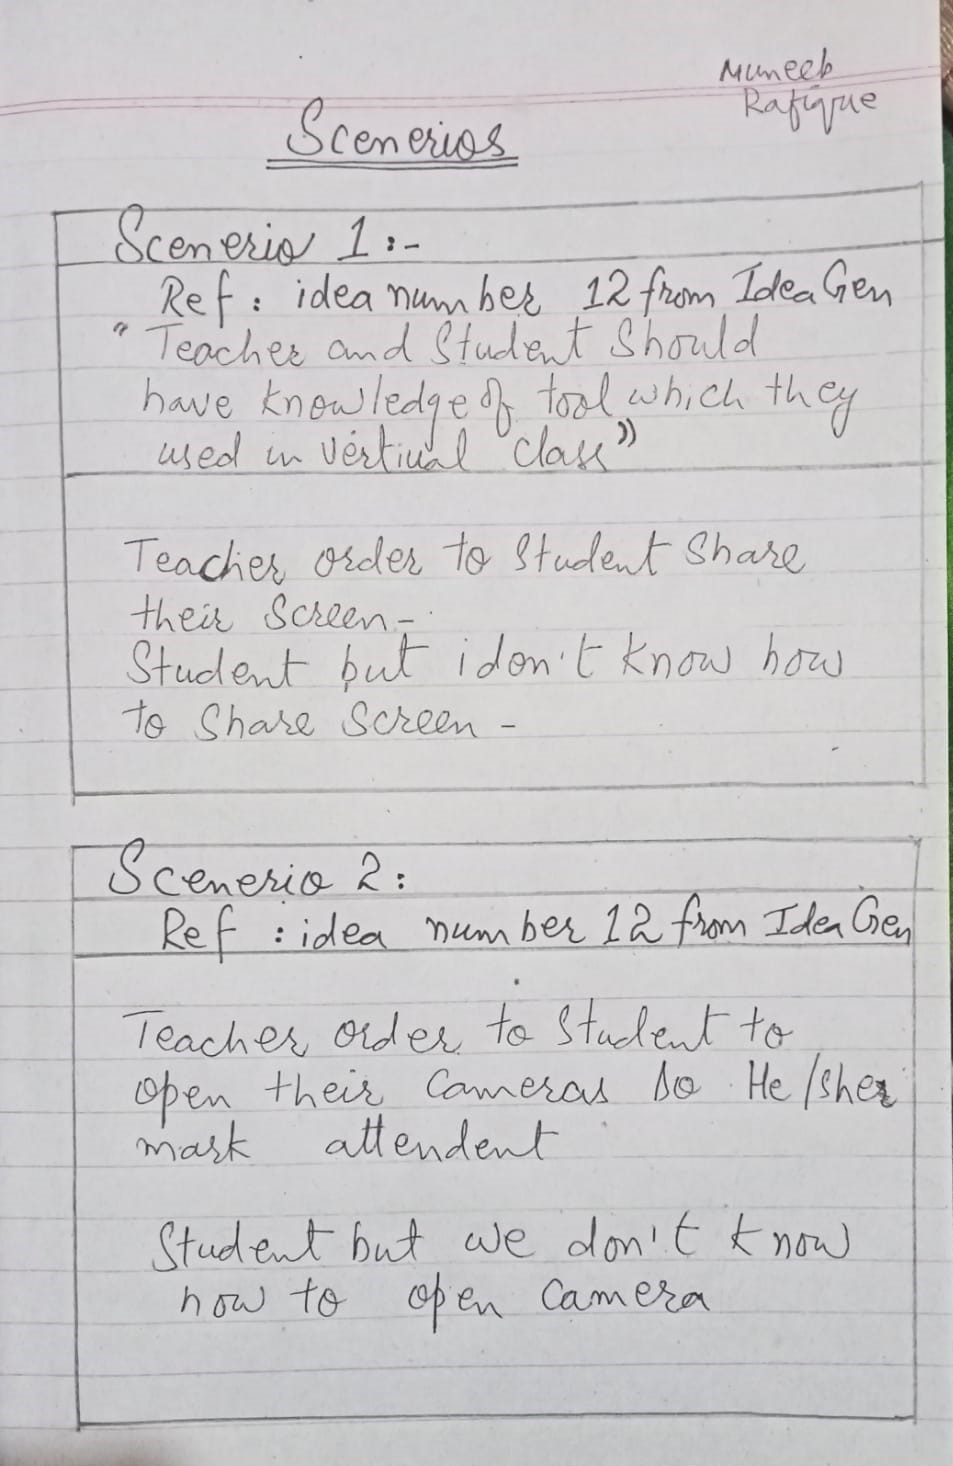 Muneeb
Rafique
Scenerios
Scenerio 1:-
Ref: idea number 12 from Idea Gen
"Teacher and Student Should
have knowledge of tool which they
used in vertiual class"
Teacher order to Student Share
their Screen -
Student but i don't know how
to Share Screen -
Scenerio 2:
Ref : idea number 12 from Idea Gen
Teacher order to Student to
open their Cameras So He/sher
mark attendent
Student but we don't know
how to open Camera